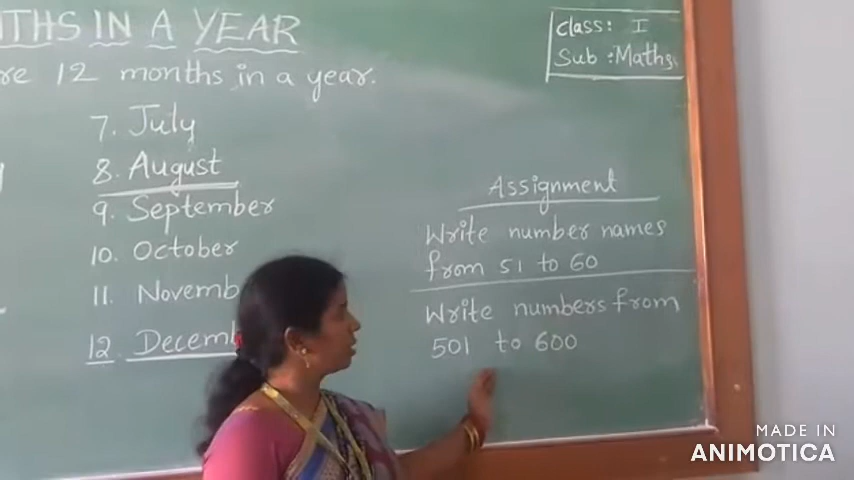 THS IN A YEAR
re 12 months in a year.
7. July
8. August
9. September
10. October
11. Novemb
12. Decemb
Class: I
Sub : Maths
Assignment
Write number names
from 51 to 60
Write numbers from
501 to 600
MADE IN
ANIMOTICA